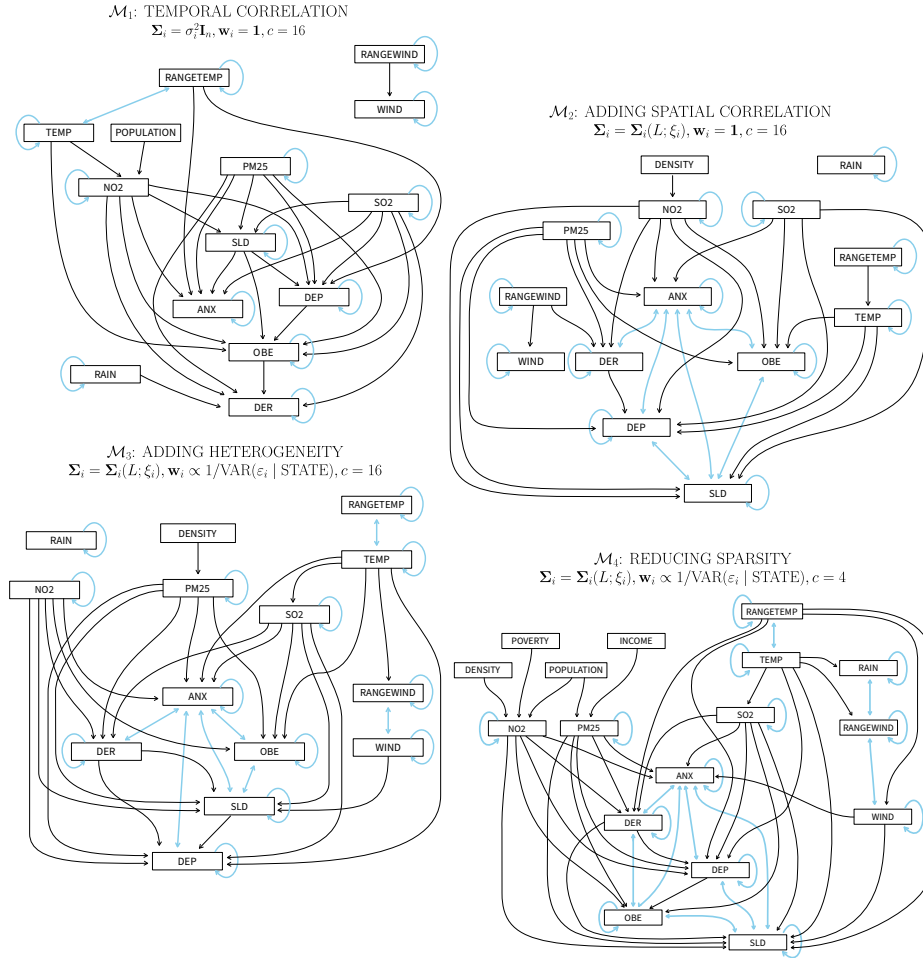 M₁: TEMPORAL CORRELATION
Σᵢ = σᵢ²Iₙ, wᵢ = 1, c = 16
RANGEWIND
RANGETEMP
WIND
TEMP
POPULATION
PM25
NO2
SO2
SLD
DEP
ANX
OBE
RAIN
DER
M₂: ADDING SPATIAL CORRELATION
Σᵢ = Σᵢ(L; ξᵢ), wᵢ = 1, c = 16
DENSITY
RAIN
NO2
SO2
PM25
RANGETEMP
RANGEWIND
ANX
TEMP
WIND
DER
OBE
DEP
SLD
M₃: ADDING HETEROGENEITY
Σᵢ = Σᵢ(L; ξᵢ), wᵢ ∝ 1/VAR(εᵢ | STATE), c = 16
RANGETEMP
DENSITY
RAIN
TEMP
NO2
PM25
SO2
ANX
RANGEWIND
DER
OBE
WIND
SLD
DEP
M₄: REDUCING SPARSITY
Σᵢ = Σᵢ(L; ξᵢ), wᵢ ∝ 1/VAR(εᵢ | STATE), c = 4
RANGETEMP
POVERTY
INCOME
TEMP
RAIN
DENSITY
POPULATION
SO2
NO2
PM25
RANGEWIND
ANX
DER
WIND
DEP
OBE
SLD